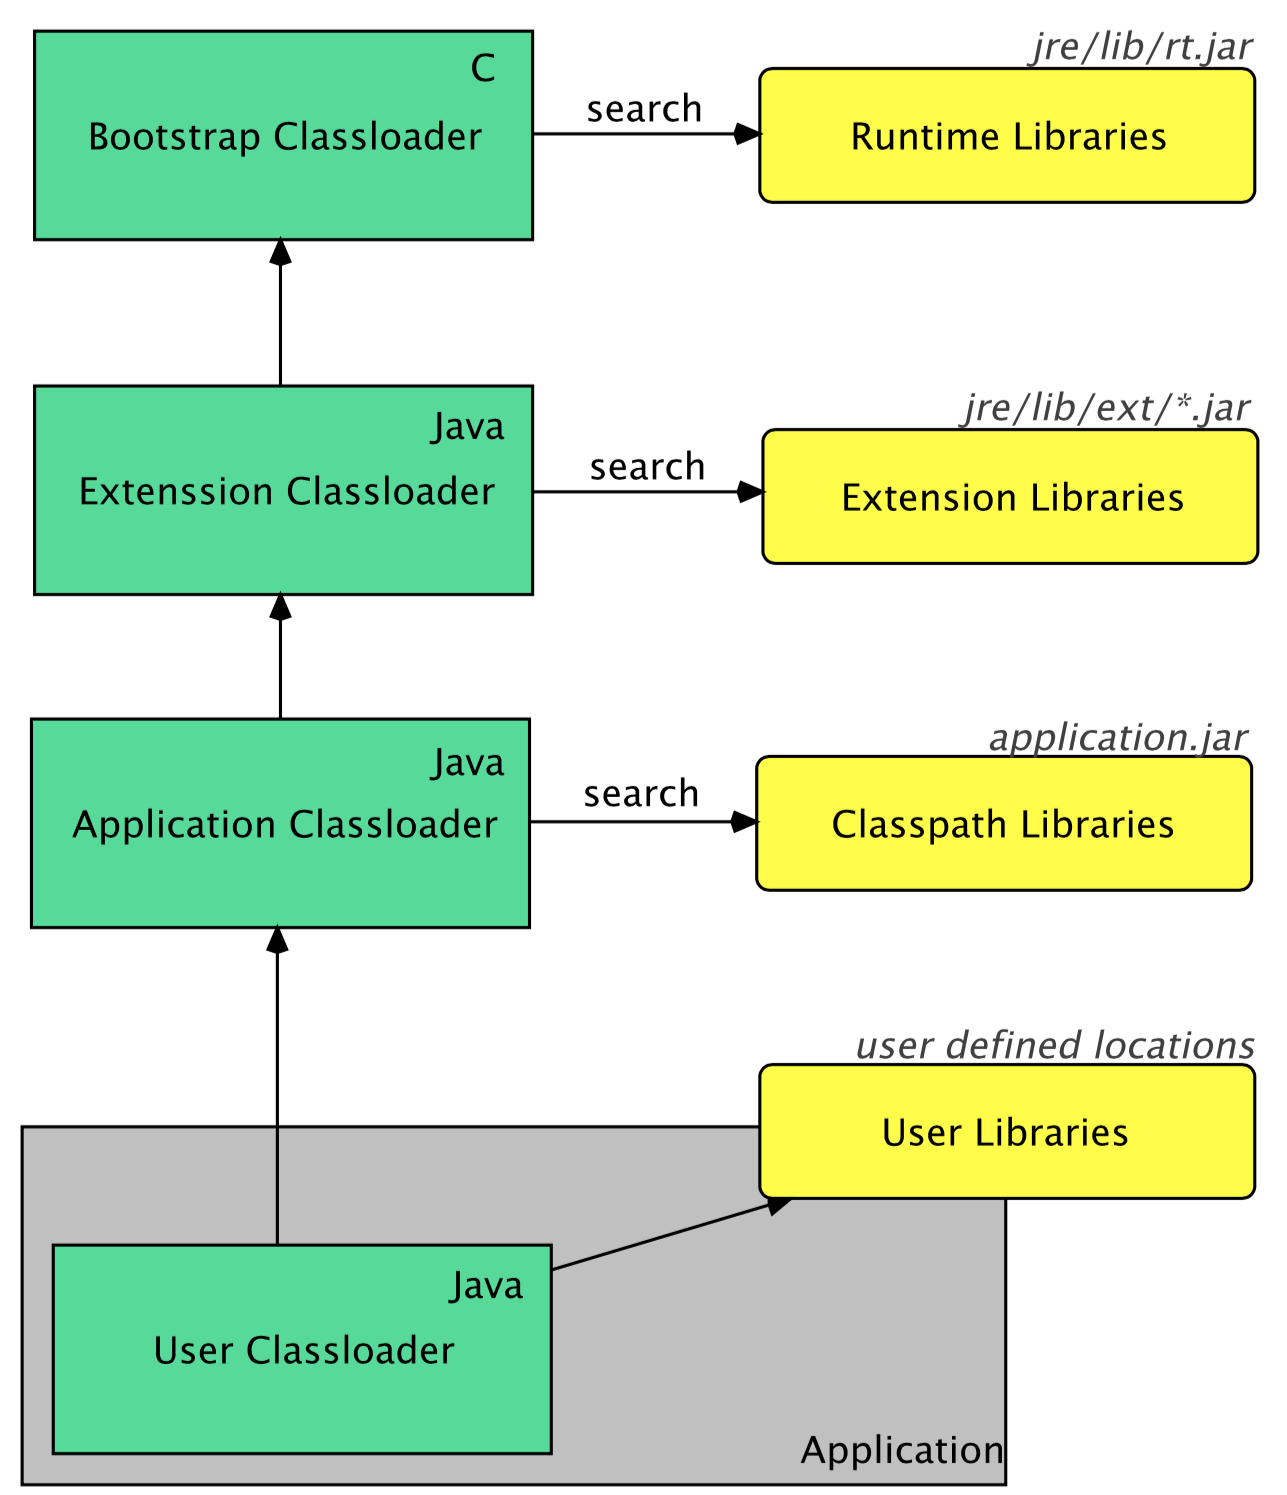 jre/lib/rt.jar
C
Bootstrap Classloader
search
Runtime Libraries
jre/lib/ext/*.jar
Java
Extenssion Classloader
search
Extension Libraries
application.jar
Java
Application Classloader
search
Classpath Libraries
user defined locations
User Libraries
Java
User Classloader
Application